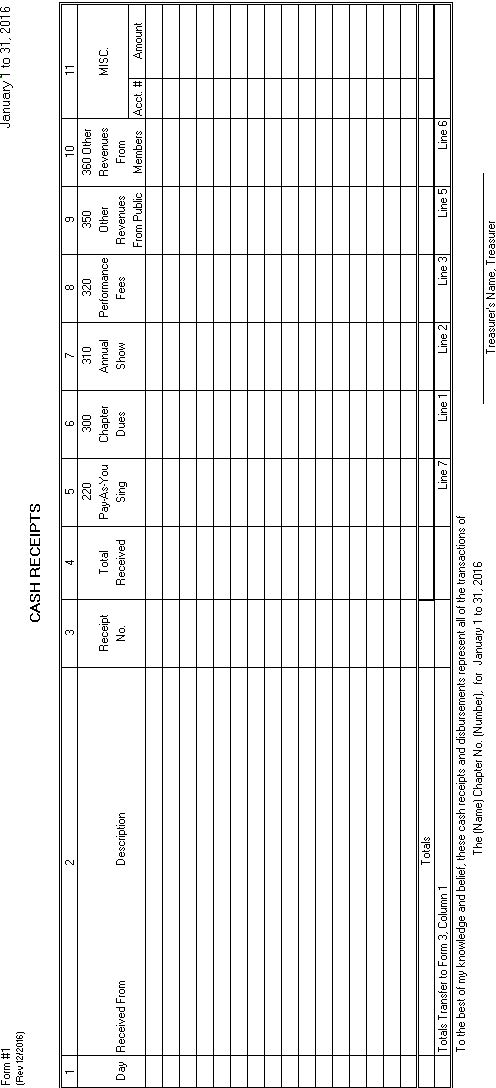 Form #1
(Rev 12/2016)
January 1 to 31, 2016
CASH RECEIPTS
1 2 3 4 5 6 7 8 9 10 11
Receipt Total 220 300 310 320 350 360 Other MISC.
No. Received Pay-As-You Chapter Annual Performance Other Revenues
Day Received From Description Sing Dues Show Fees Revenues From
From Public Members Acct. # Amount
Totals
Totals Transfer to Form 3, Column 1 Line 7 Line 1 Line 2 Line 3 Line 5 Line 6
To the best of my knowledge and belief, these cash receipts and disbursements represent all of the transactions of
The (Name) Chapter No. (Number), for January 1 to 31, 2016
Treasurer's Name, Treasurer